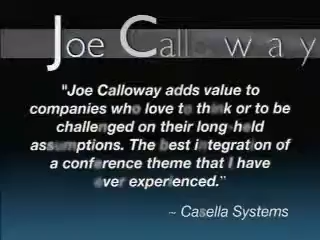 Joe Calloway
"Joe Calloway adds value to
companies who love to think or to be
challenged on their long-held
assumptions. The best integration of
a conference theme that I have
ever experienced."
~ Casella Systems